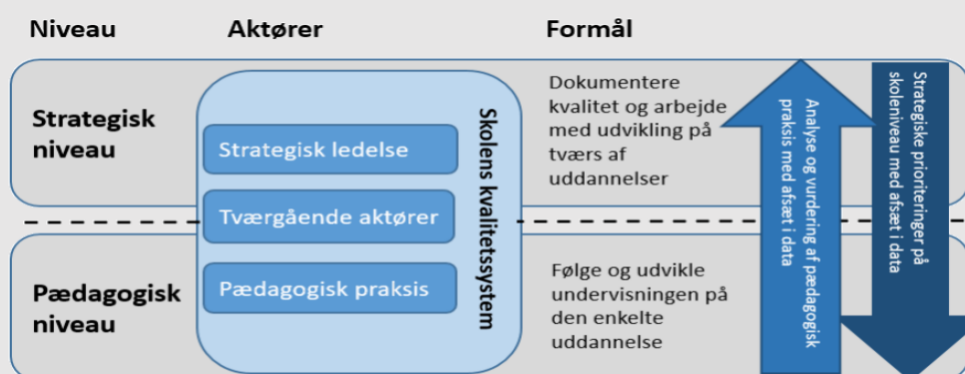 Niveau
Aktører
Formål
Strategisk
niveau
Strategisk ledelse
Tværgående aktører
Pædagogisk praksis
Skolens kvalitetssystem
Dokumentere
kvalitet og arbejde
med udvikling på
tværs af
uddannelser
Pædagogisk
niveau
Følge og udvikle
undervisningen på
den enkelte
uddannelse
Analyse og vurdering af pædagogisk
praksis med afsæt i data
Strategiske prioriteringer på
skoleniveau med afsæt i data